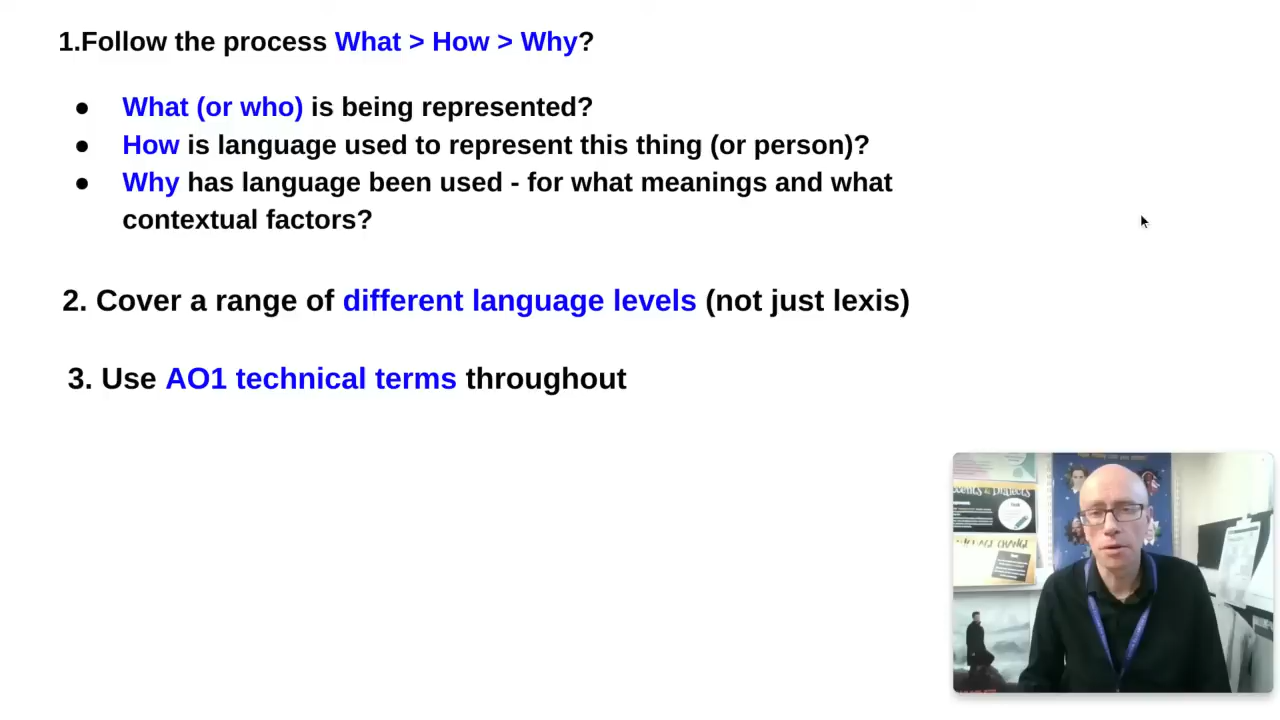 1.Follow the process What > How > Why?
● What (or who) is being represented?
● How is language used to represent this thing (or person)?
● Why has language been used - for what meanings and what
contextual factors?
2. Cover a range of different language levels (not just lexis)
3. Use AO1 technical terms throughout
& Dialects
CHANGE